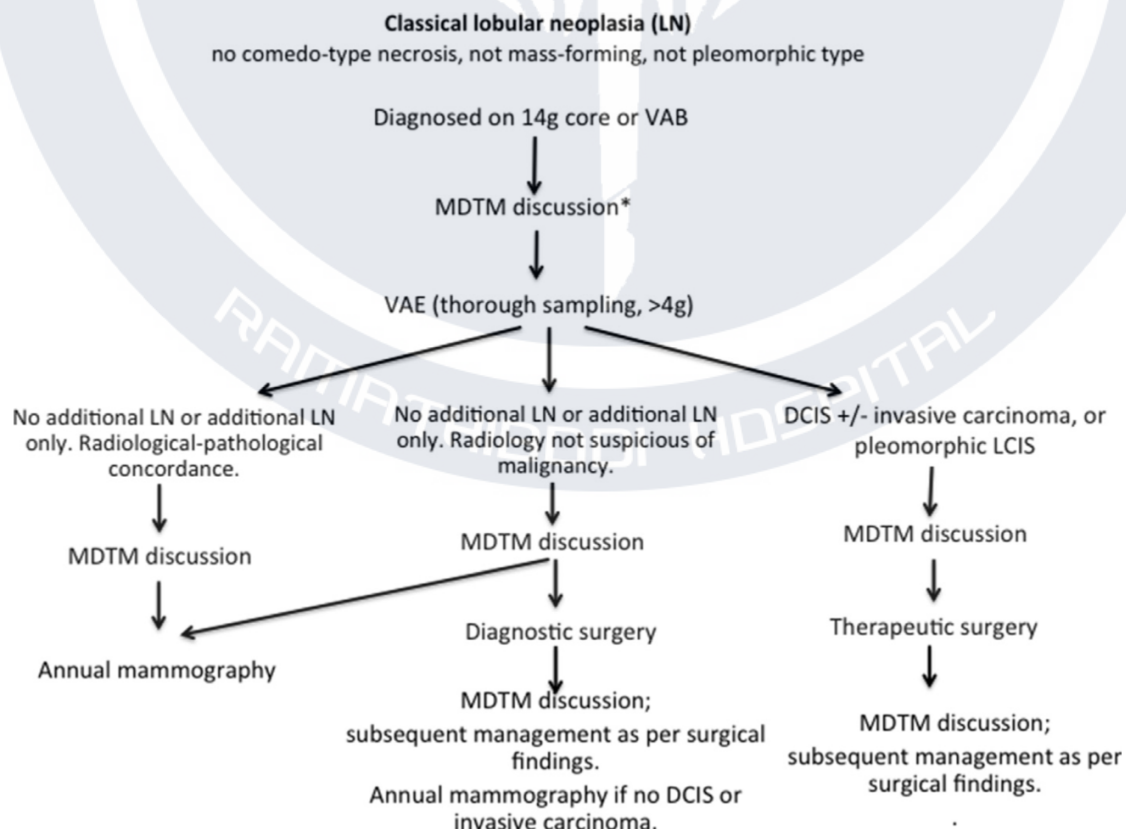 Classical lobular neoplasia (LN)
no comedo-type necrosis, not mass-forming, not pleomorphic type
Diagnosed on 14g core or VAB
MDTM discussion*
VAE (thorough sampling, >4g)
No additional LN or additional LN
only. Radiological-pathological
concordance.
MDTM discussion
Annual mammography
No additional LN or additional LN
only. Radiology not suspicious of
malignancy.
MDTM discussion
Diagnostic surgery
MDTM discussion;
subsequent management as per surgical
findings.
Annual mammography if no DCIS or
invasive carcinoma.
DCIS +/- invasive carcinoma, or
pleomorphic LCIS
MDTM discussion
Therapeutic surgery
MDTM discussion;
subsequent management as per
surgical findings.
.
RAMATHIBODI HOSPITAL